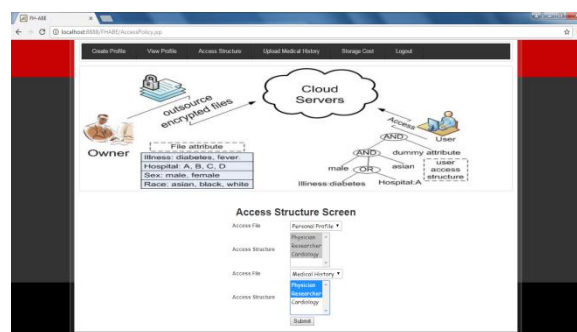 FH-ABE
localhost:8888/FHABE/AccessPolicy.jsp
Create Profile View Profile Access Structure Upload Medical History Storage Cost Logout
outsource
encrypted files
Cloud
Servers
Access
User
Owner
File attribute
Illness: diabetes, fever.
Hospital: A, B, C, D
Sex: male, female
Race: asian, black, white
AND
AND dummy attribute
male OR asian
Illness:diabetes Hospital:A
user
access
structure
Access Structure Screen
Access File Personal Profile
Access Structure
Physician
Researcher
Cardiology
Access File Medical History
Access Structure
Physician
Researcher
Cardiology
Submit